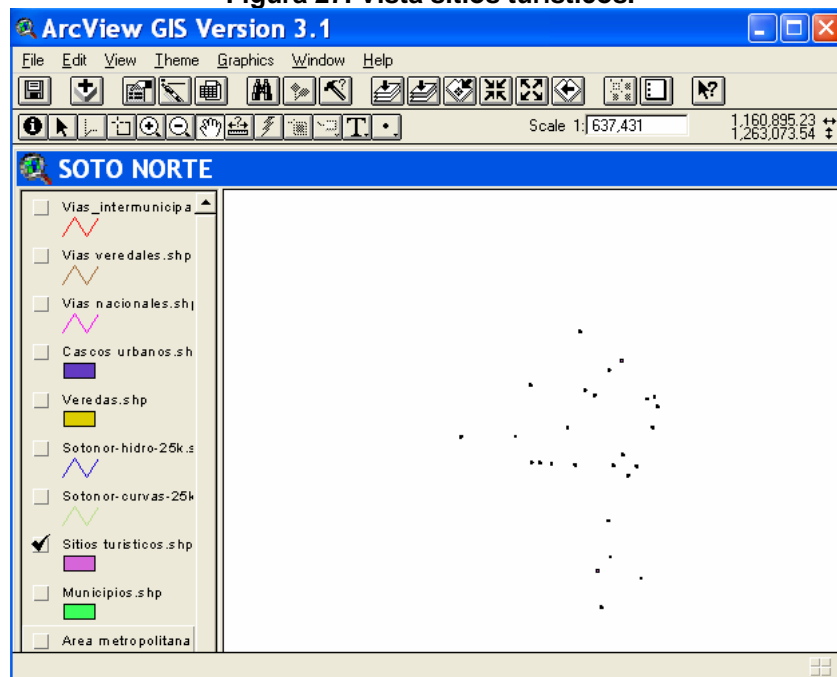 Figura 27. Vista sitios turísticos.
ArcView GIS Version 3.1
File Edit View Theme Graphics Window Help
Scale 1: 637,431
1,160,895.23
1,263,073.54
SOTO NORTE
Vias_intermunicipa
Vias veredales.shp
Vias nacionales.shp
Cascos urbanos.sh
Veredas.shp
Sotonor-hidro-25k.s
Sotonor-curvas-25k
Sitios turisticos.shp
Municipios.shp
Area metropolitana